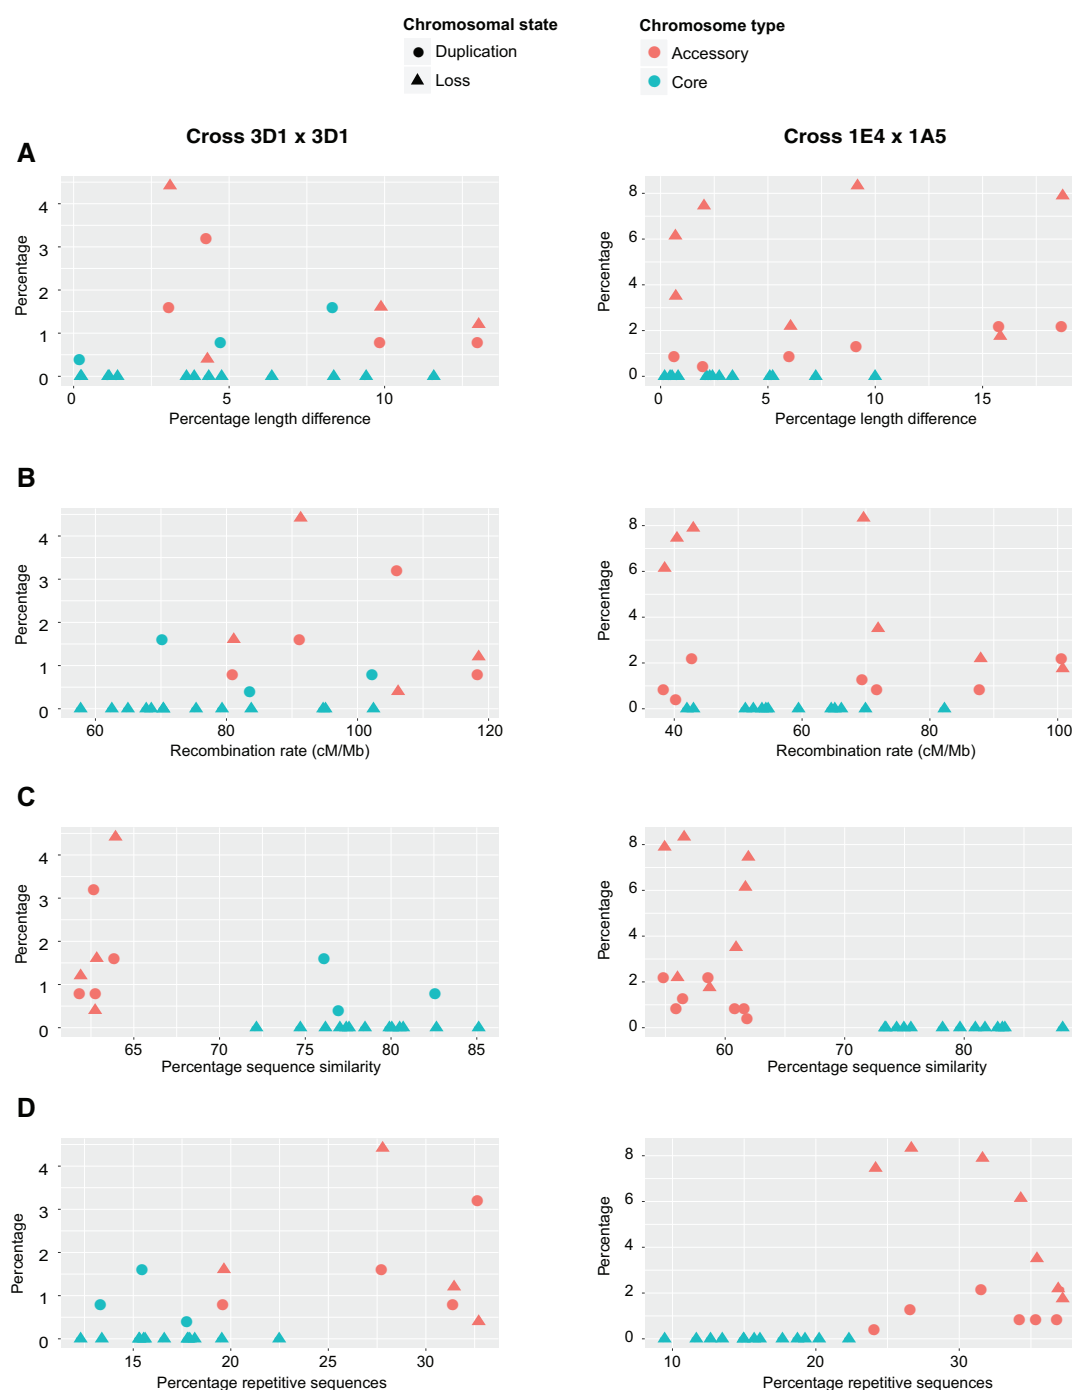 Chromosomal state
Duplication
Loss
Chromosome type
Accessory
Core
Cross 3D1 x 3D1
Cross 1E4 x 1A5
A
Percentage
4
3
2
1
0
0 5 10
Percentage length difference
Percentage
8
6
4
2
0
0 5 10 15
Percentage length difference
B
Percentage
4
3
2
1
0
60 80 100 120
Recombination rate (cM/Mb)
Percentage
8
6
4
2
0
40 60 80 100
Recombination rate (cM/Mb)
C
Percentage
4
3
2
1
0
65 70 75 80 85
Percentage sequence similarity
Percentage
8
6
4
2
0
60 70 80
Percentage sequence similarity
D
Percentage
4
3
2
1
0
15 20 25 30
Percentage repetitive sequences
Percentage
8
6
4
2
0
10 20 30
Percentage repetitive sequences